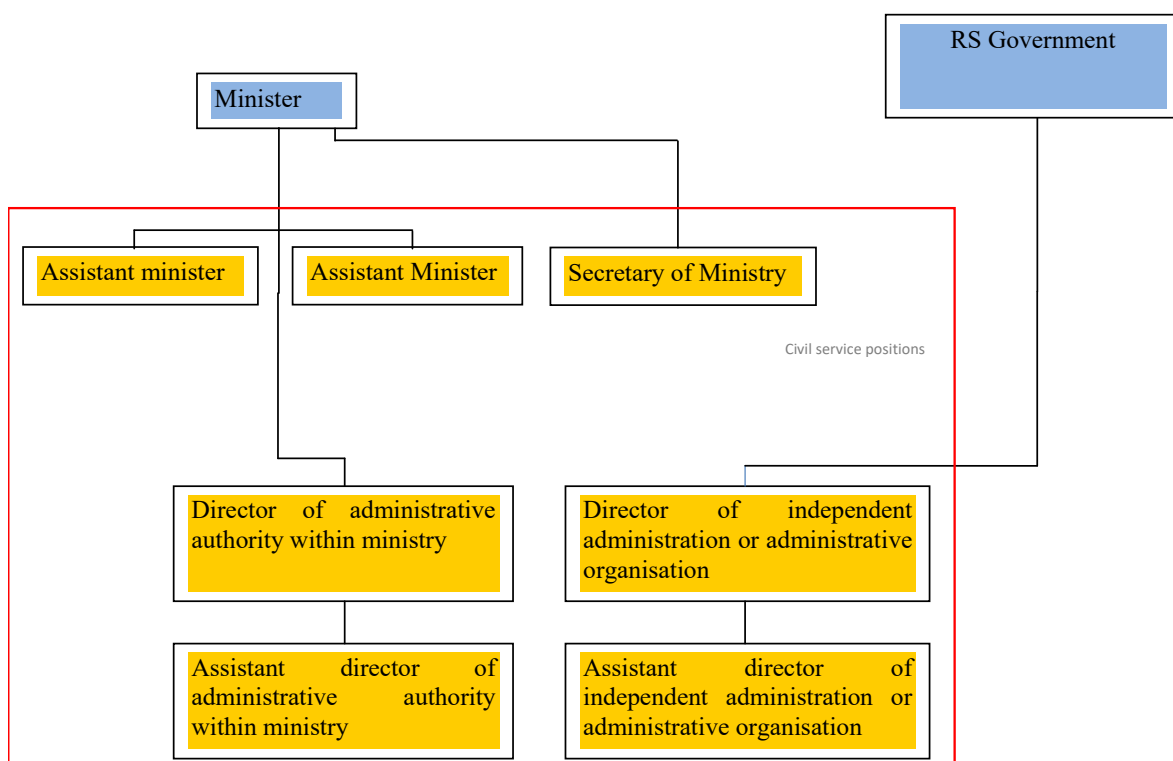 RS Government
Minister
Assistant minister
Assistant Minister
Secretary of Ministry
Civil service positions
Director of administrative
authority within ministry
Director of independent
administration or administrative
organisation
Assistant director of
administrative authority
within ministry
Assistant director of
independent administration or
administrative organisation